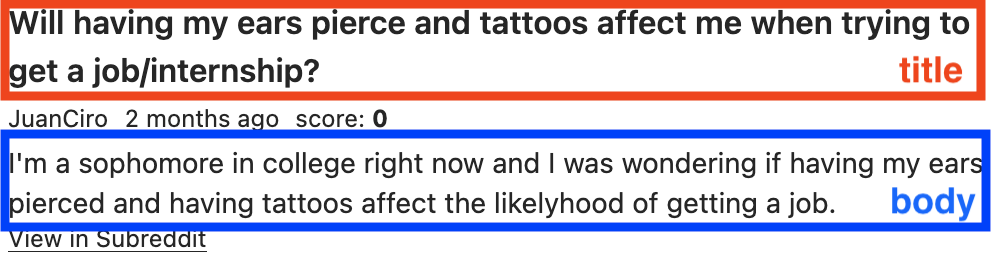 Will having my ears pierce and tattoos affect me when trying to
get a job/internship?
title
JuanCiro 2 months ago score: 0
I'm a sophomore in college right now and I was wondering if having my ears
pierced and having tattoos affect the likelyhood of getting a job.
body
View in Subreddit